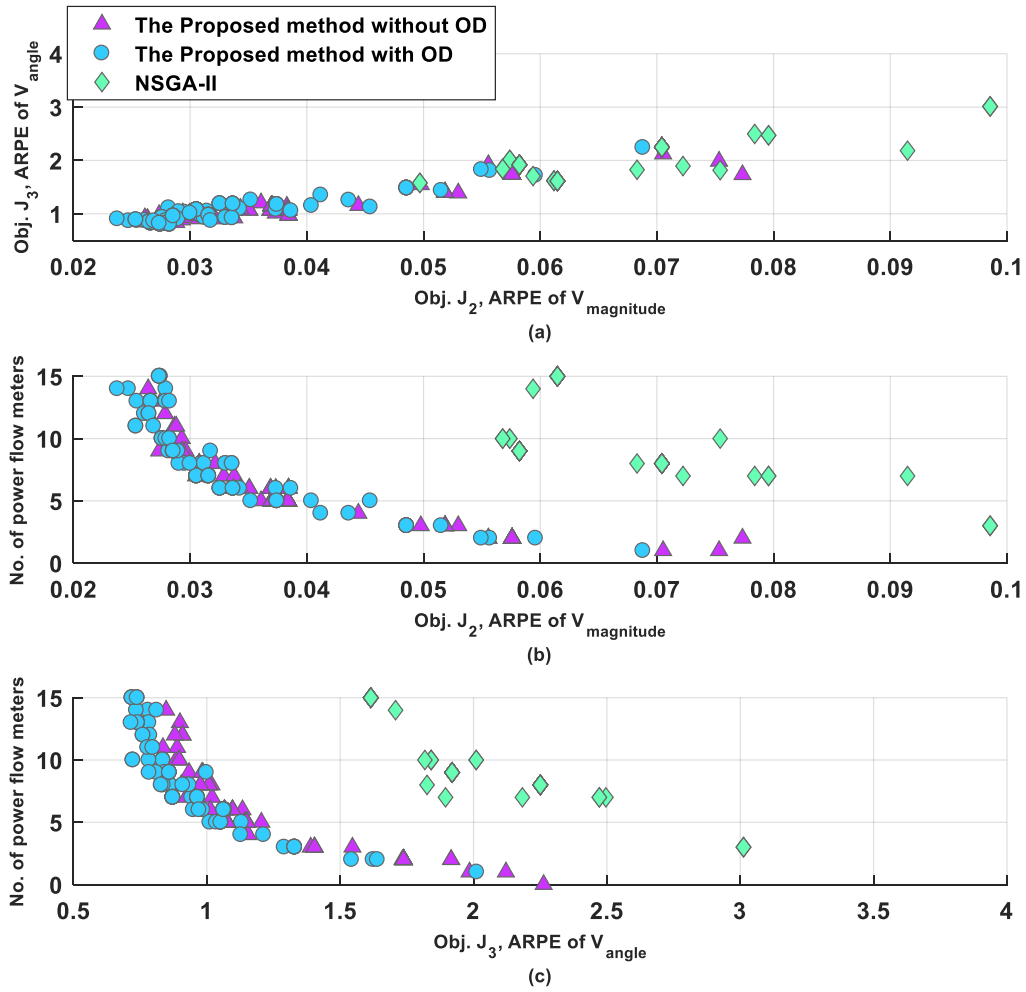 The Proposed method without OD
The Proposed method with OD
NSGA-II
Obj. J3, ARPE of Vangle
4
3
2
1
0.02 0.03 0.04 0.05 0.06 0.07 0.08 0.09 0.1
Obj. J2, ARPE of Vmagnitude
(a)
No. of power flow meters
15
10
5
0
0.02 0.03 0.04 0.05 0.06 0.07 0.08 0.09 0.1
Obj. J2, ARPE of Vmagnitude
(b)
No. of power flow meters
15
10
5
0
0.5 1 1.5 2 2.5 3 3.5 4
Obj. J3, ARPE of Vangle
(c)